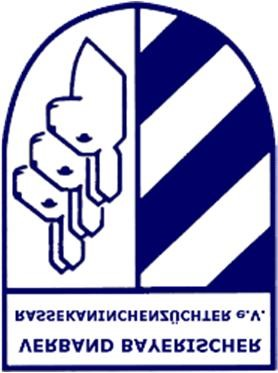 VERBAND BAYERISCHER
RASSEKANINCHENZÜCHTER e.V.